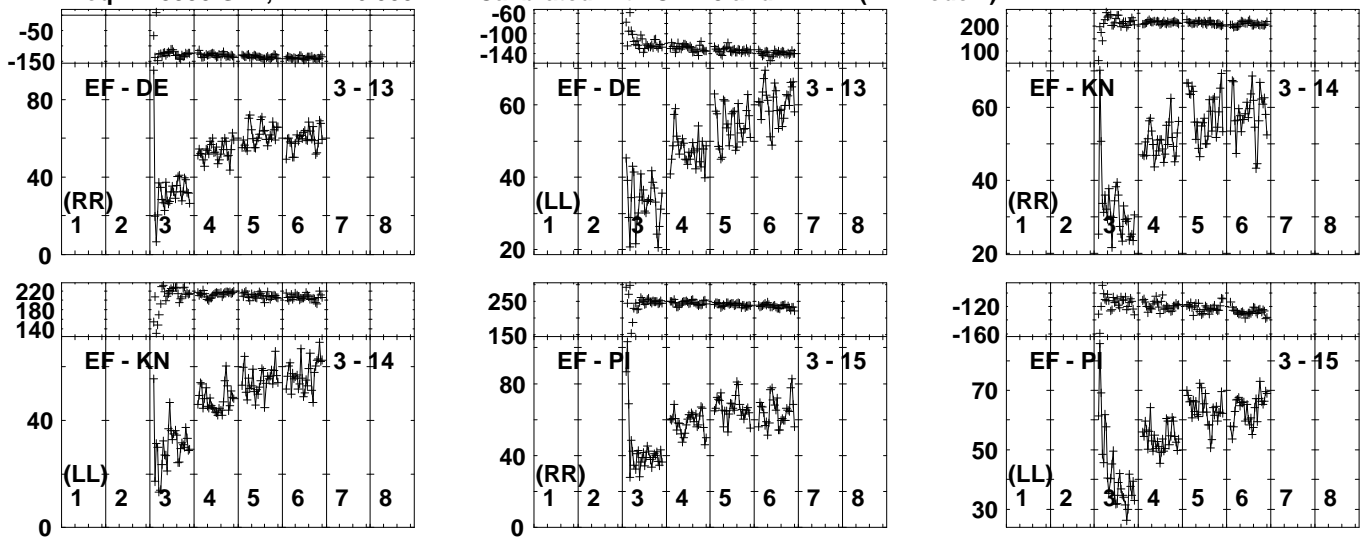 -50
-150
EF - DE 3 - 13
80
40
(RR)
1 2 3 4 5 6 7 8
0
-60
-100
-140
EF - DE 3 - 13
60
40
(LL)
1 2 3 4 5 6 7 8
20
200
100
EF - KN 3 - 14
60
40
(RR)
1 2 3 4 5 6 7 8
20
220
180
140
EF - KN 3 - 14
40
(LL)
1 2 3 4 5 6 7 8
0
250
150
EF - PI 3 - 15
80
40
(RR)
1 2 3 4 5 6 7 8
0
-120
-160
EF - PI 3 - 15
70
50
(LL)
1 2 3 4 5 6 7 8
30